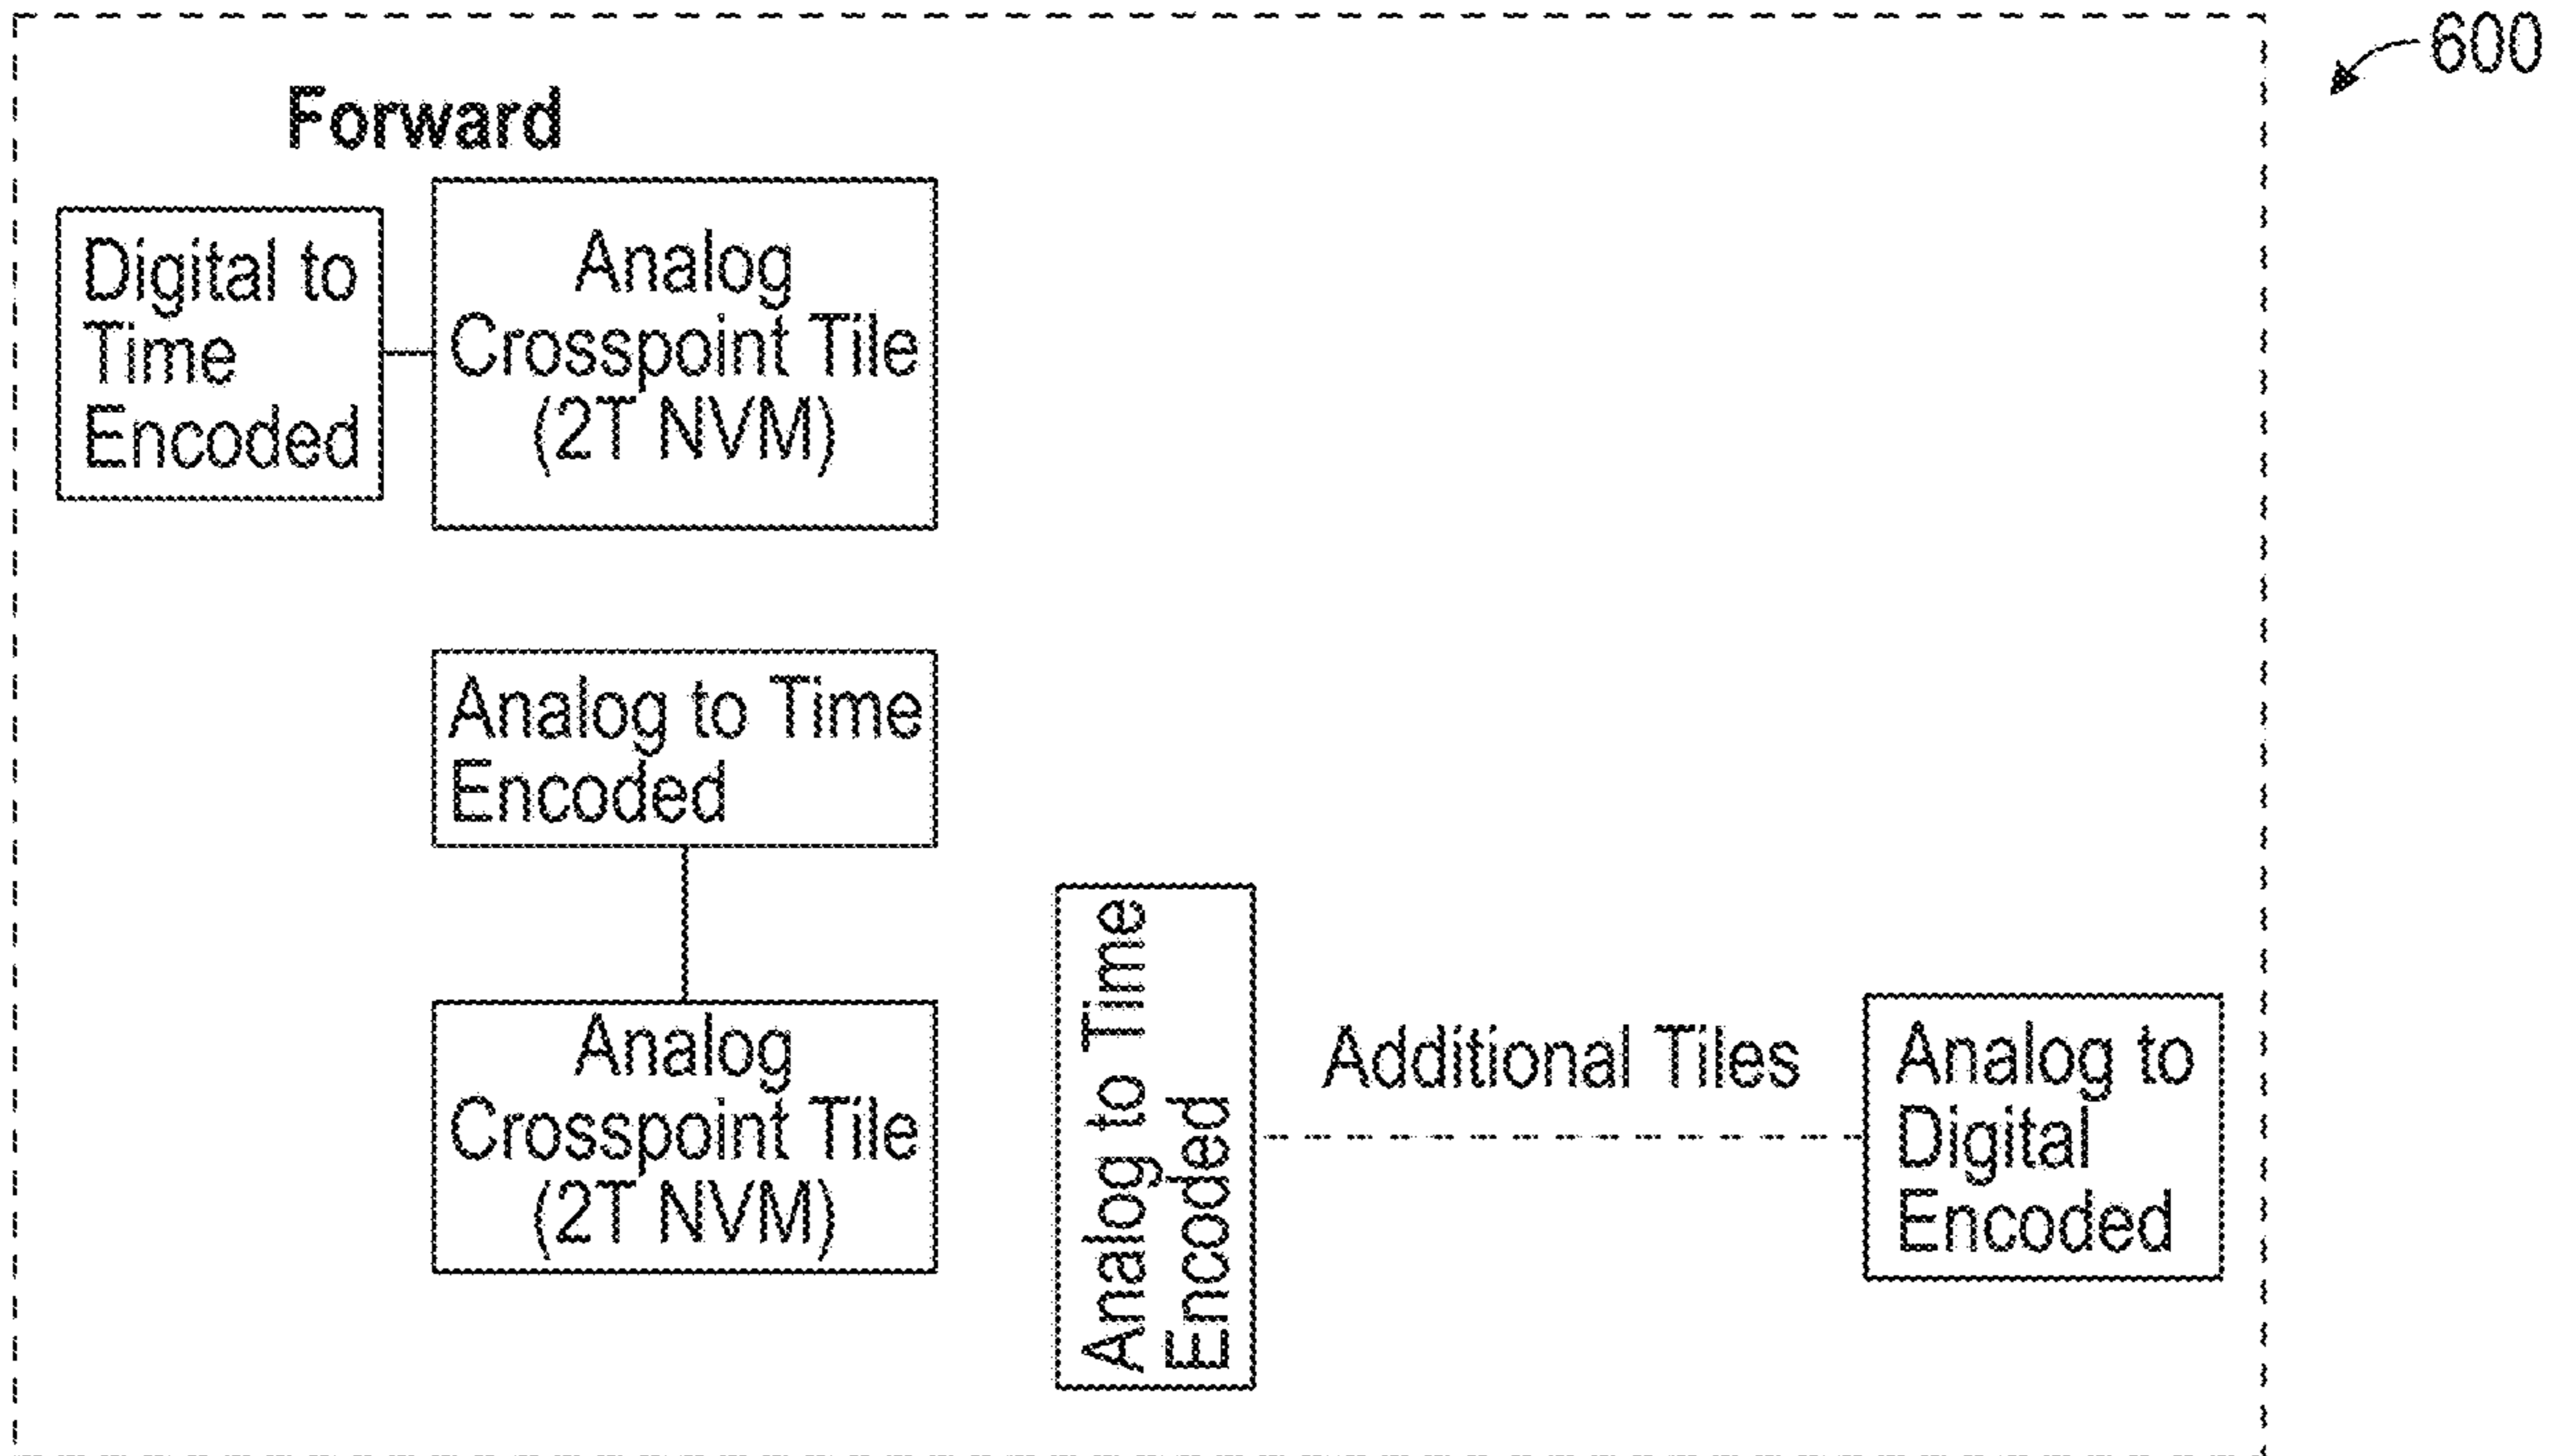 600
Forward
Digital to
Time
Encoded
Analog
Crosspoint Tile
(2T NVM)
Analog to Time
Encoded
Analog
Crosspoint Tile
(2T NVM)
Analog to Time
Encoded
Additional Tiles
Analog to
Digital
Encoded